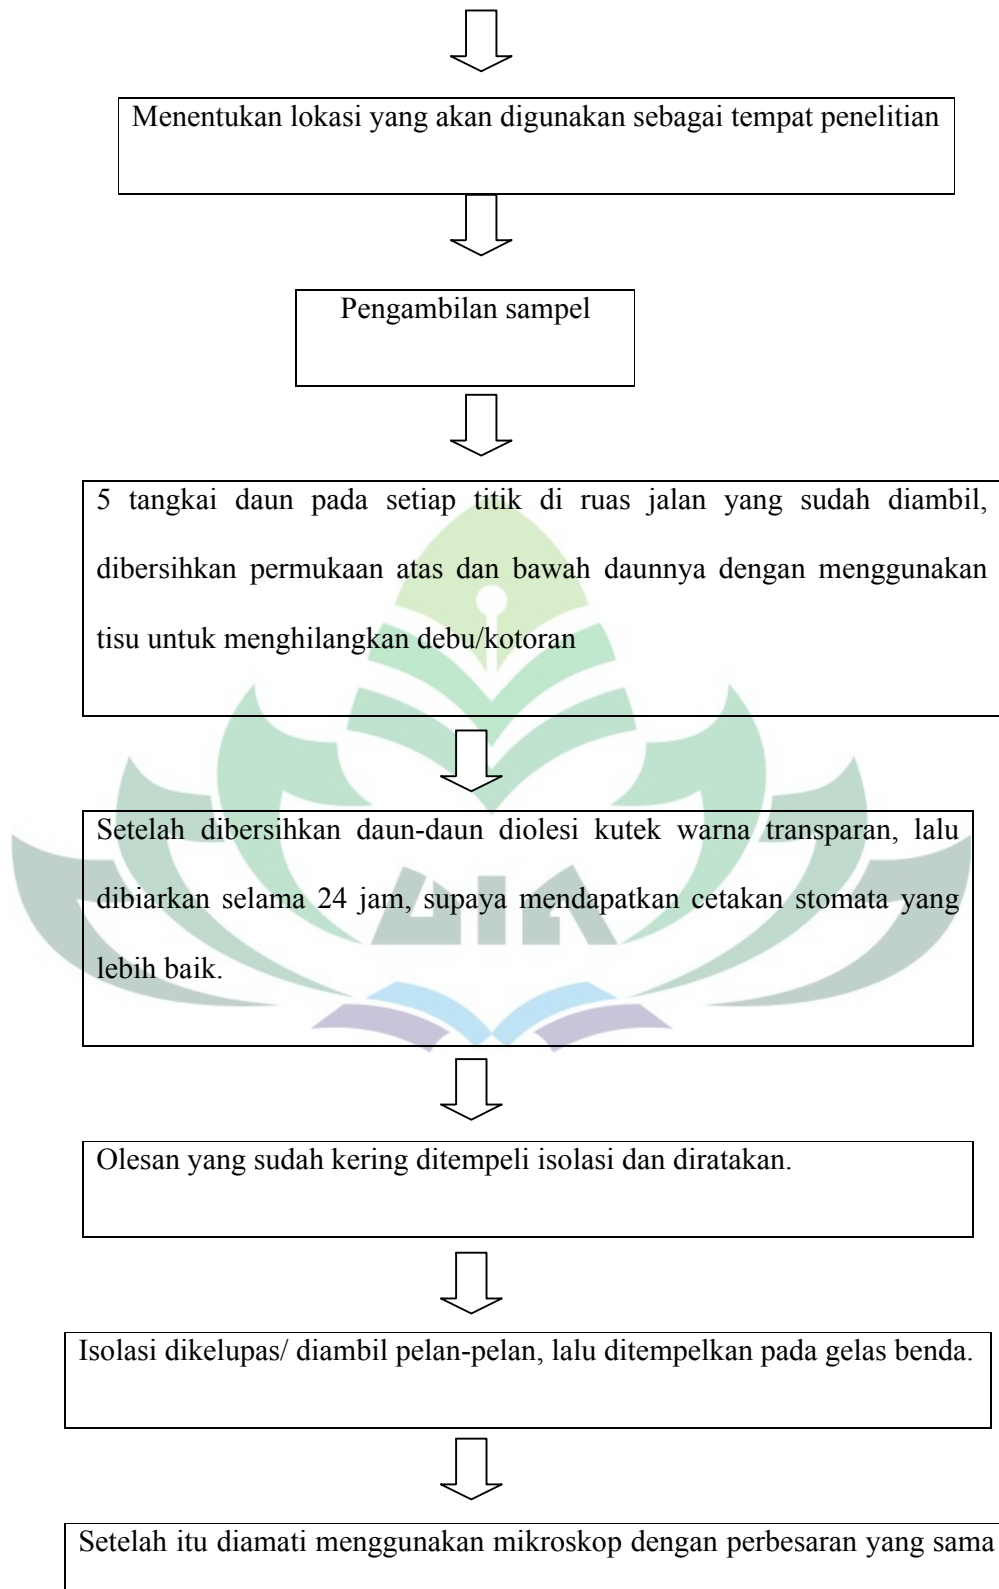 Menentukan lokasi yang akan digunakan sebagai tempat penelitian
Pengambilan sampel
5 tangkai daun pada setiap titik di ruas jalan yang sudah diambil,
dibersihkan permukaan atas dan bawah daunnya dengan menggunakan
tisu untuk menghilangkan debu/kotoran
Setelah dibersihkan daun-daun diolesi kutek warna transparan, lalu
dibiarkan selama 24 jam, supaya mendapatkan cetakan stomata yang
lebih baik.
Olesan yang sudah kering ditempeli isolasi dan diratakan.
Isolasi dikelupas/ diambil pelan-pelan, lalu ditempelkan pada gelas benda.
Setelah itu diamati menggunakan mikroskop dengan perbesaran yang sama